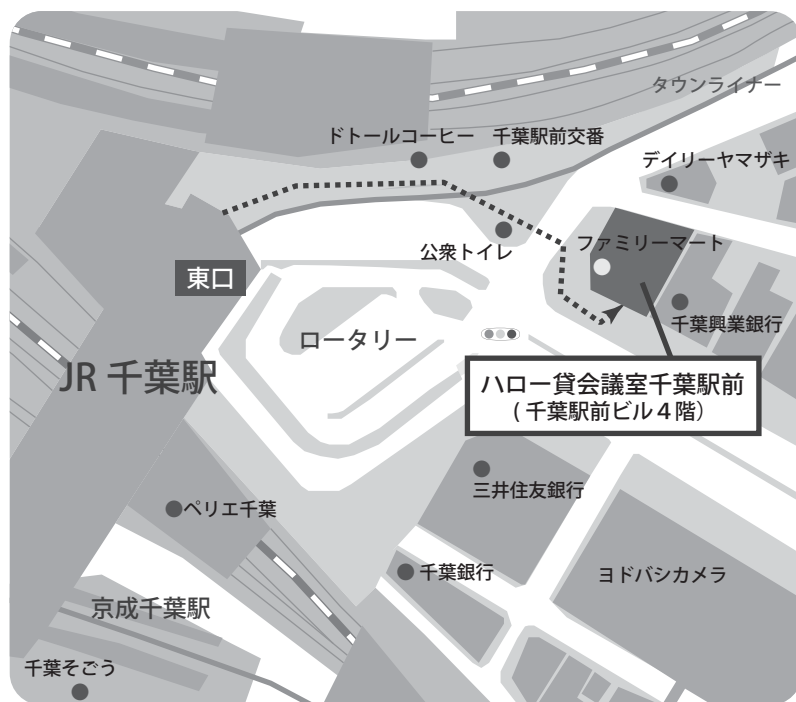 タウンライナー
ドトールコーヒー
千葉駅前交番
デイリーヤマザキ
公衆トイレ
ファミリーマート
東口
千葉興業銀行
ロータリー
JR 千葉駅
ハロー貸会議室千葉駅前
( 千葉駅前ビル４階)
三井住友銀行
ペリエ千葉
千葉銀行
ヨドバシカメラ
京成千葉駅
千葉そごう